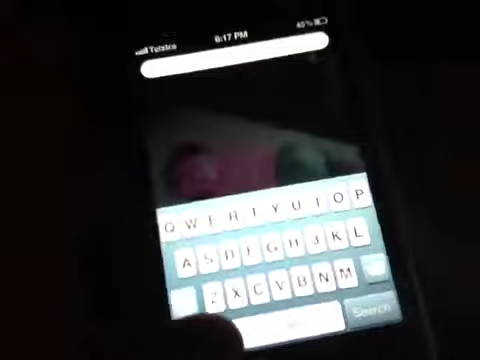 Telstra 6:17 PM 45%
Q W E R T Y U I O P
A S D F G H J K L
Z X C V B N M
Search